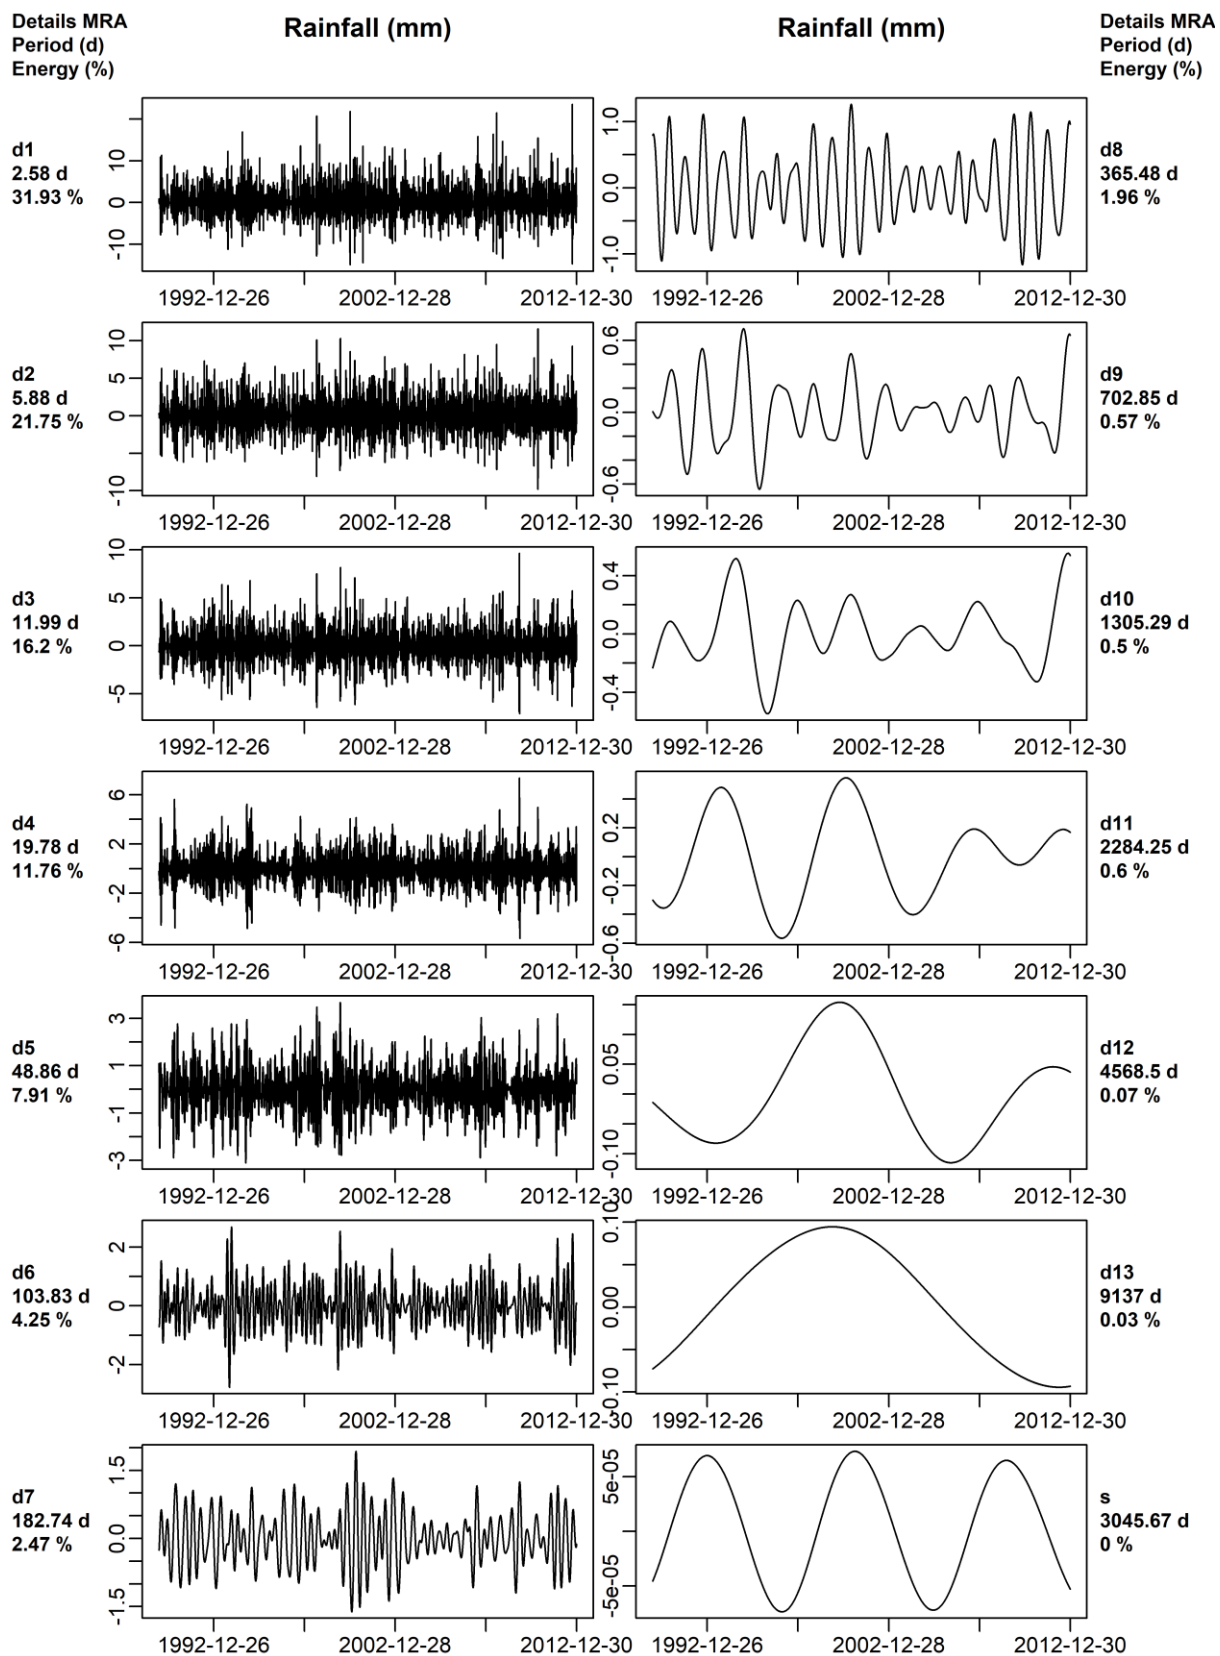 Details MRA
Period (d)
Energy (%)
Rainfall (mm)
Rainfall (mm)
Details MRA
Period (d)
Energy (%)
d1
2.58 d
31.93 %
-10 0 10
1992-12-26 2002-12-28 2012-12-30
d8
365.48 d
1.96 %
-1.0 0.0 1.0
1992-12-26 2002-12-28 2012-12-30
d2
5.88 d
21.75 %
-10 0 5 10
1992-12-26 2002-12-28 2012-12-30
d9
702.85 d
0.57 %
-0.6 0.0 0.6
1992-12-26 2002-12-28 2012-12-30
d3
11.99 d
16.2 %
-5 0 5 10
1992-12-26 2002-12-28 2012-12-30
d10
1305.29 d
0.5 %
-0.4 0.0 0.4
1992-12-26 2002-12-28 2012-12-30
d4
19.78 d
11.76 %
-6 -2 2 6
1992-12-26 2002-12-28 2012-12-30
d11
2284.25 d
0.6 %
-0.6 -0.2 0.2
1992-12-26 2002-12-28 2012-12-30
d5
48.86 d
7.91 %
-3 -1 1 3
1992-12-26 2002-12-28 2012-12-30
d12
4568.5 d
0.07 %
-0.10 0.05
1992-12-26 2002-12-28 2012-12-30
d6
103.83 d
4.25 %
-2 0 2
1992-12-26 2002-12-28 2012-12-30
d13
9137 d
0.03 %
-0.10 0.00 0.10
1992-12-26 2002-12-28 2012-12-30
d7
182.74 d
2.47 %
-1.5 0.0 1.5
1992-12-26 2002-12-28 2012-12-30
s
3045.67 d
0 %
-5e-05 5e-05
1992-12-26 2002-12-28 2012-12-30